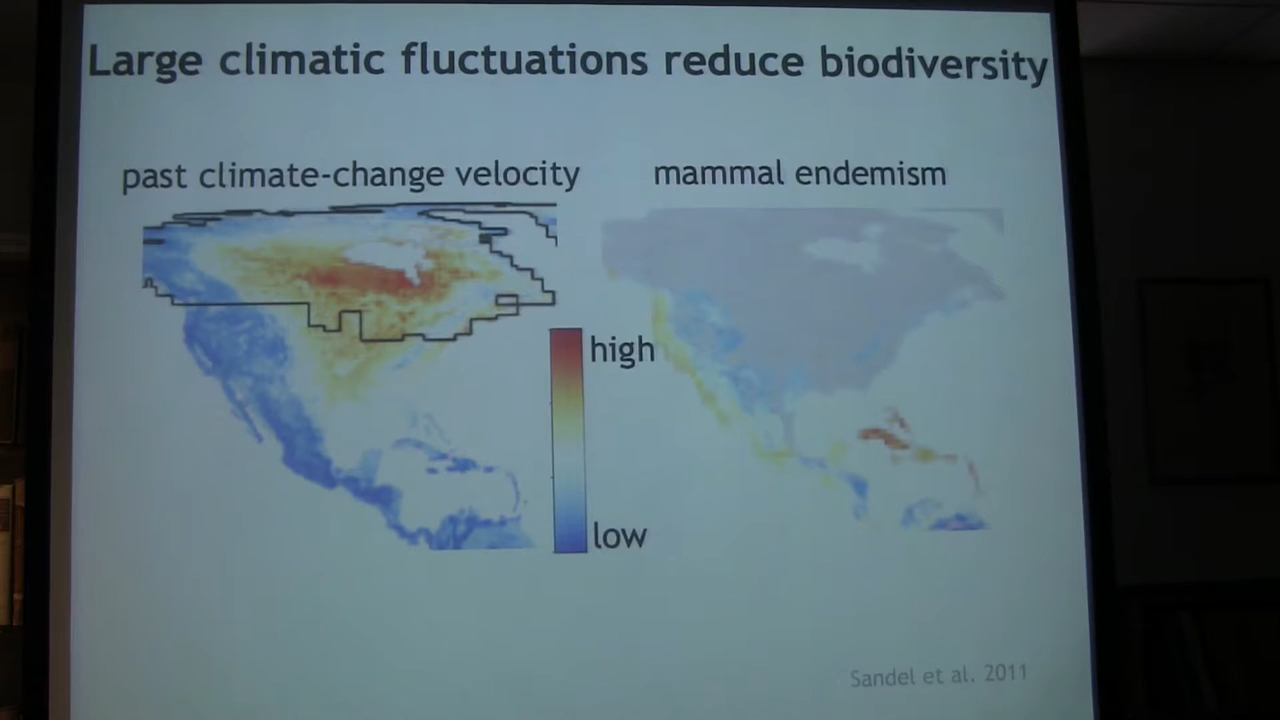 Large climatic fluctuations reduce biodiversity
past climate-change velocity
mammal endemism
high
low
Sandel et al. 2011